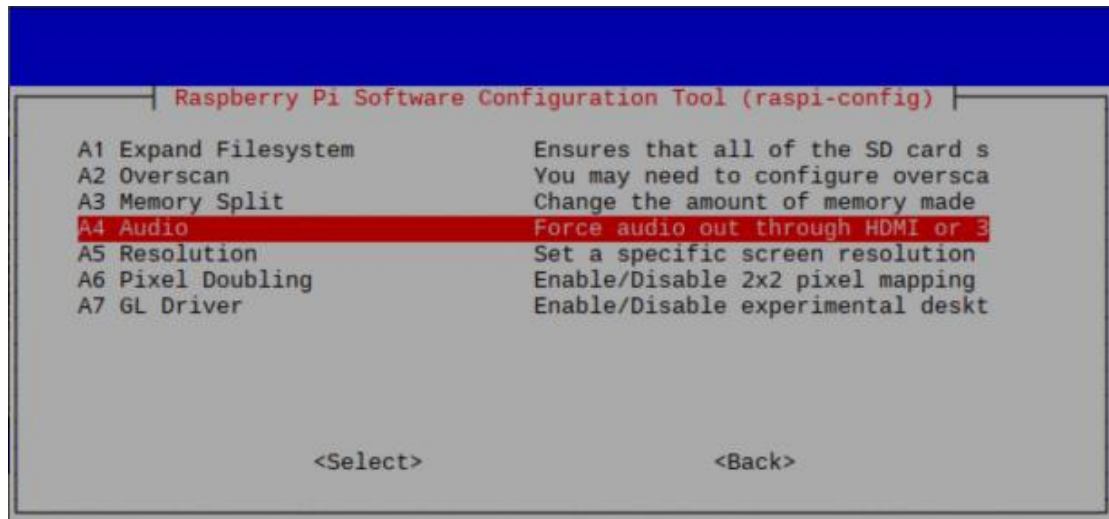 Raspberry Pi Software Configuration Tool (raspi-config)
A1 Expand Filesystem Ensures that all of the SD card s
A2 Overscan You may need to configure oversca
A3 Memory Split Change the amount of memory made
A4 Audio Force audio out through HDMI or 3
A5 Resolution Set a specific screen resolution
A6 Pixel Doubling Enable/Disable 2x2 pixel mapping
A7 GL Driver Enable/Disable experimental deskt
<Select> <Back>